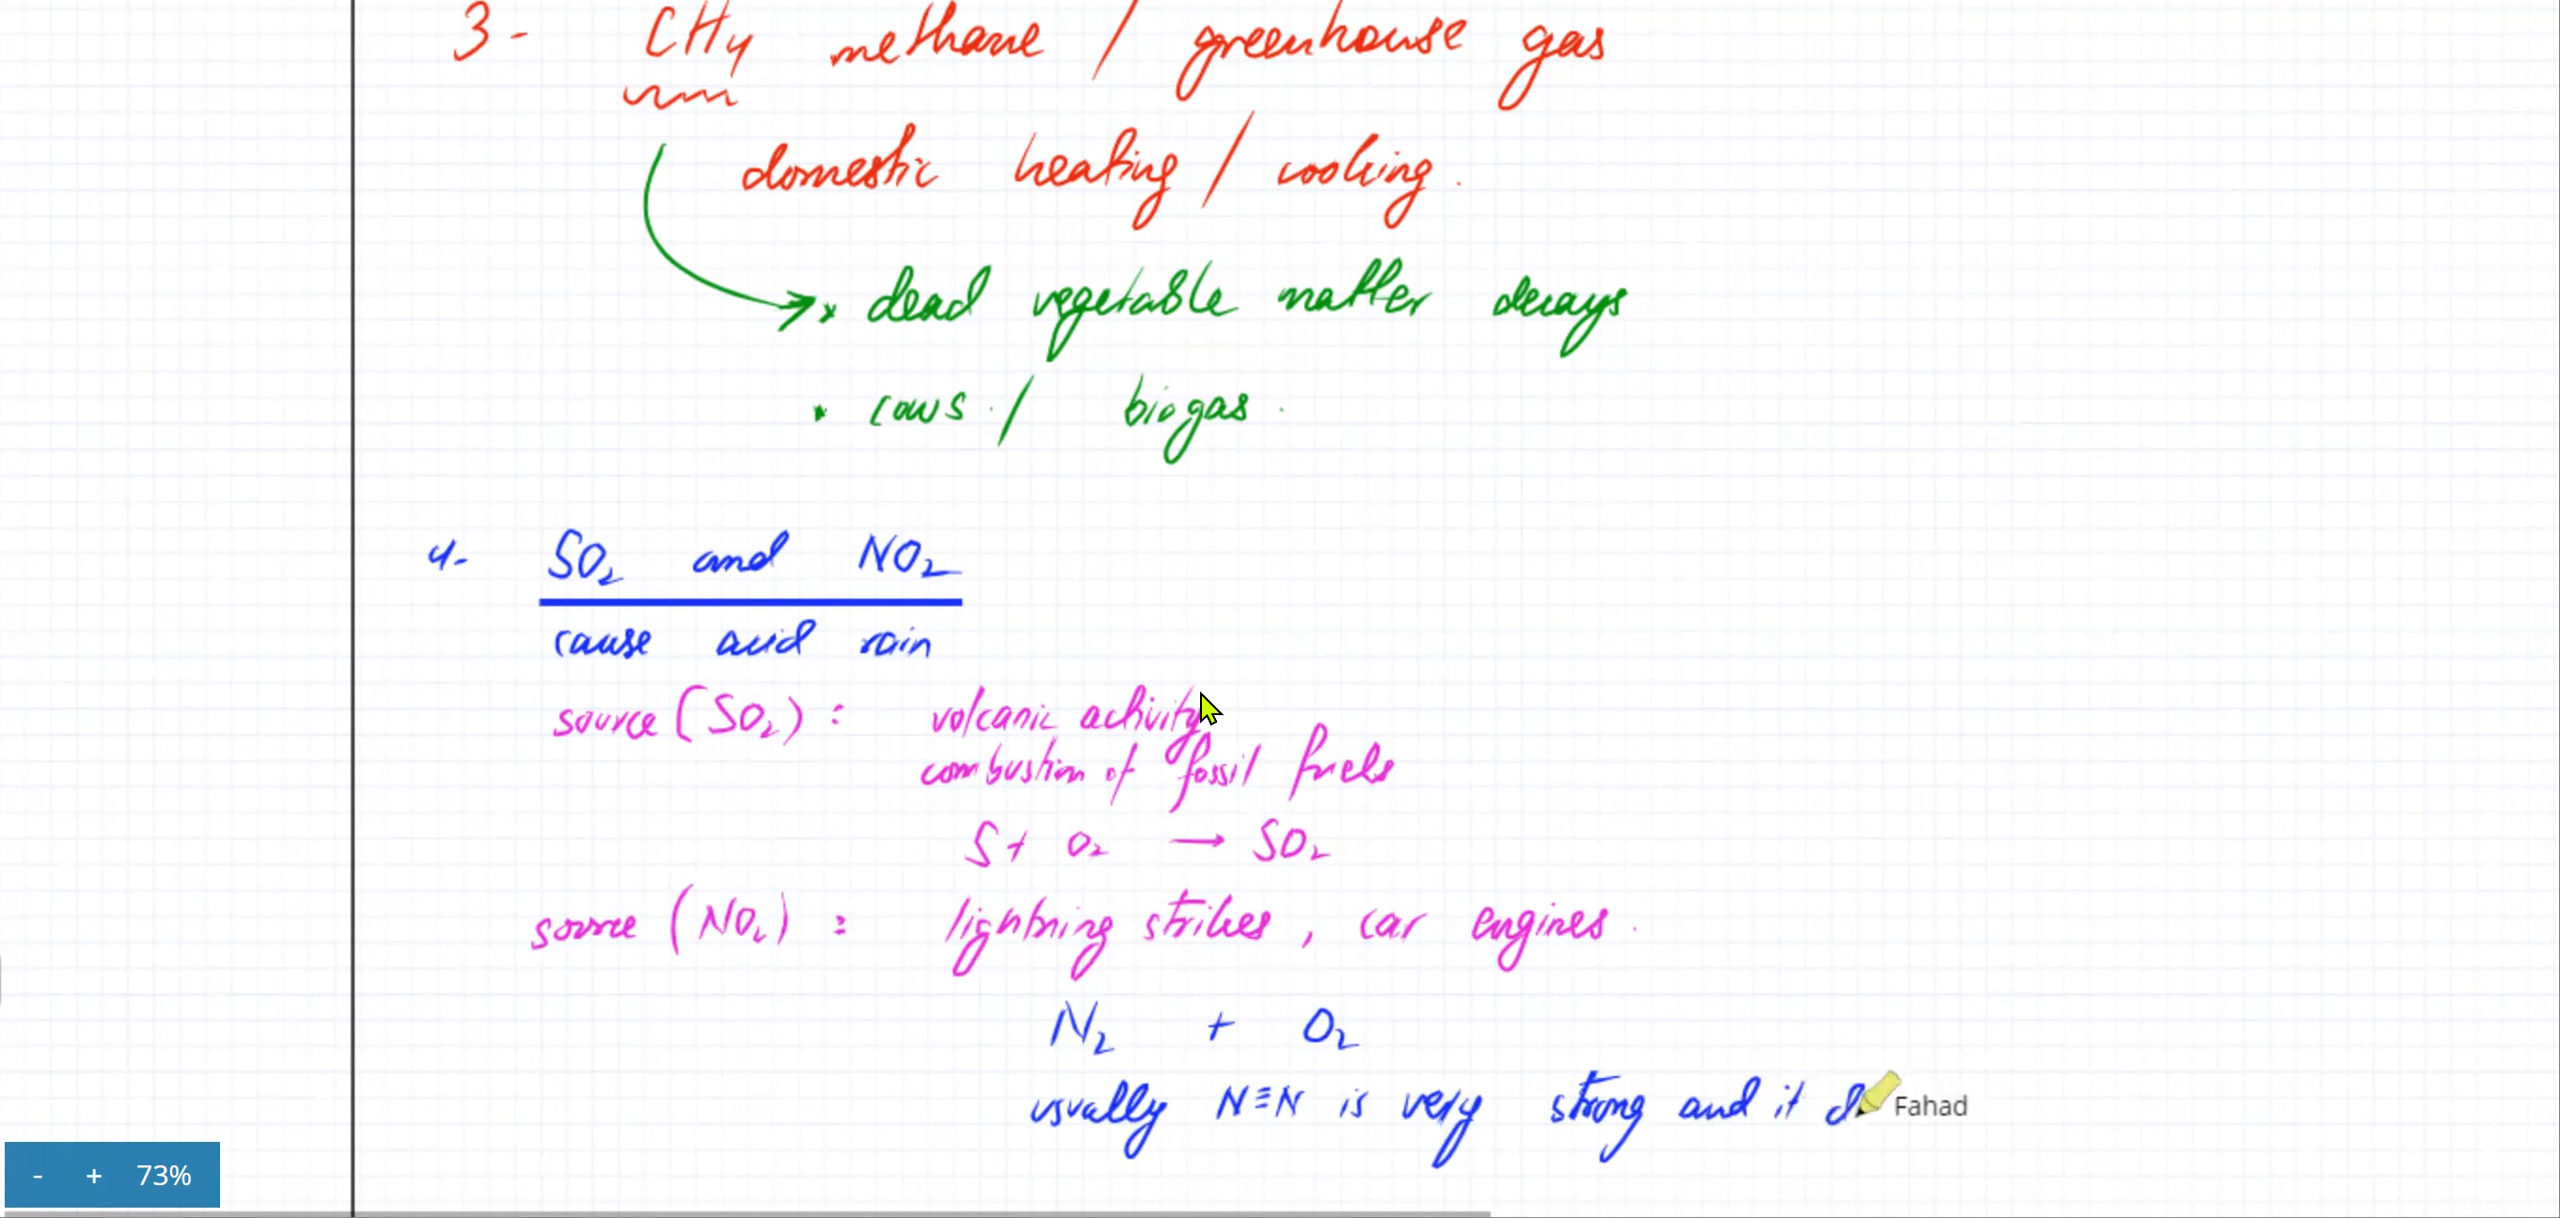 3- CH4 methane / greenhouse gas
domestic heating / cooking.
dead vegetable matter decays
cows / biogas.
4- SO2 and NO2
cause acid rain
source (SO2) : volcanic activity
combustion of fossil fuels
S + O2 → SO2
source (NO2) : lightning strikes, car engines.
N2 + O2
usually N≡N is very strong and it d
Fahad
- + 73%